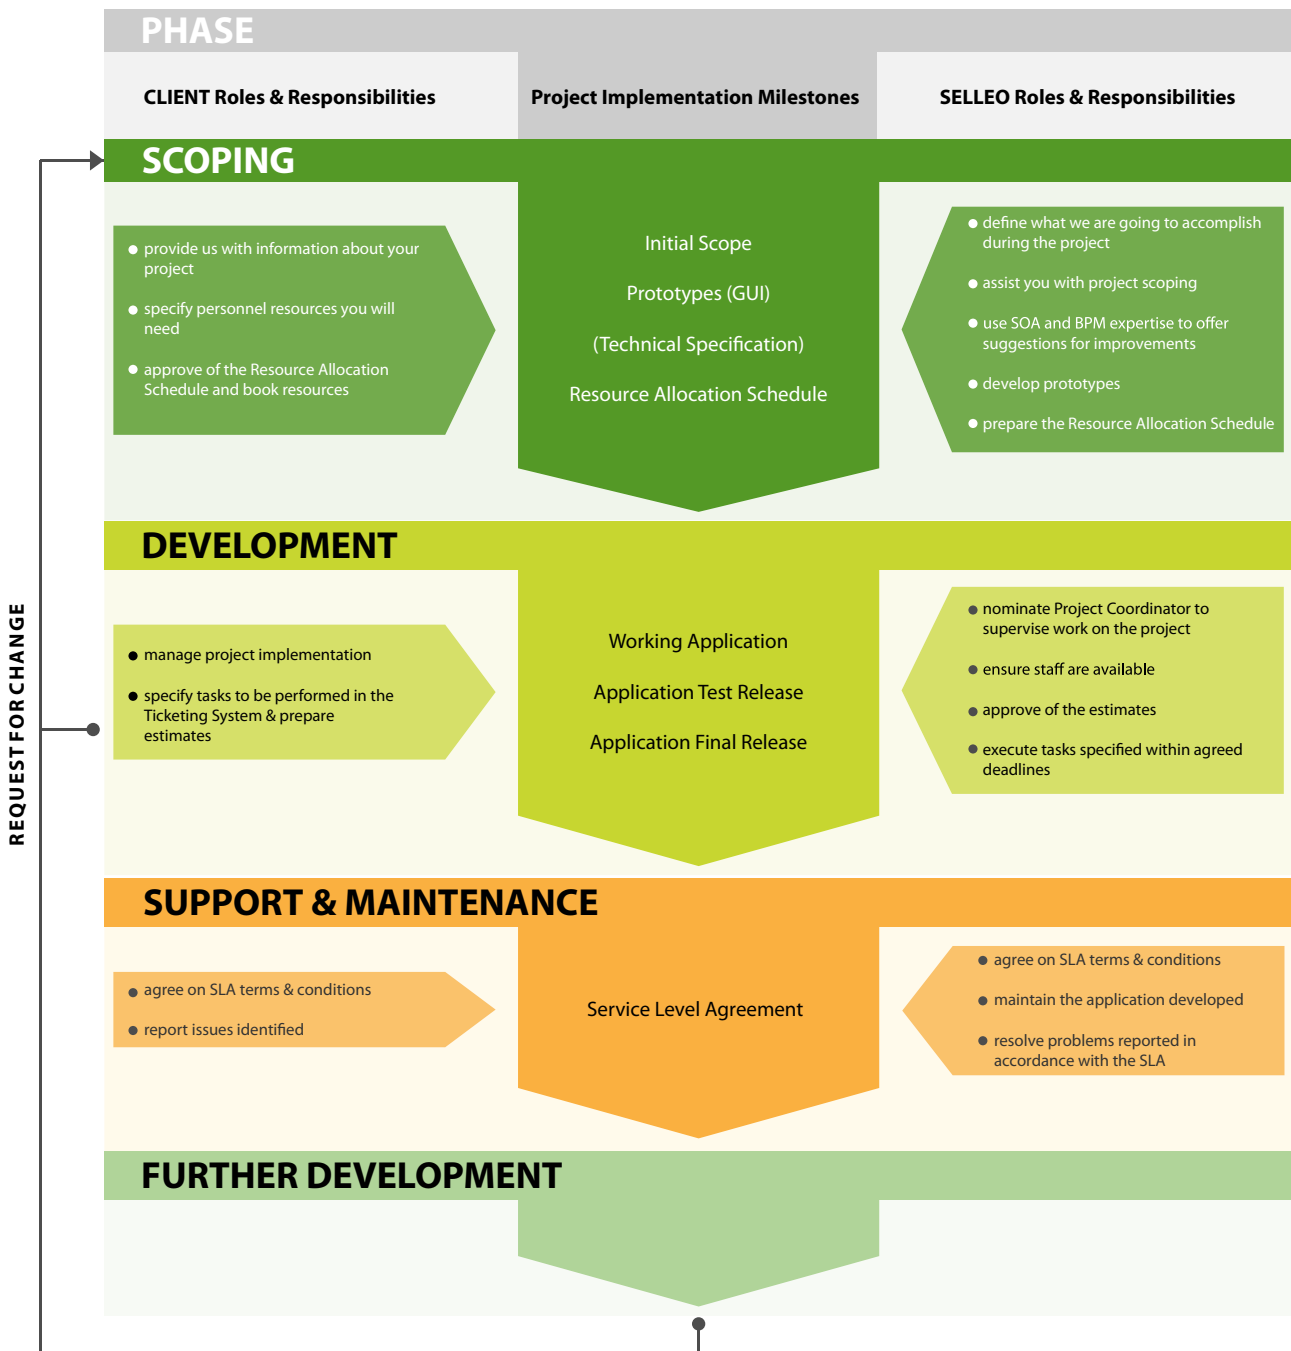 PHASE
CLIENT Roles & Responsibilities
Project Implementation Milestones
SELLEO Roles & Responsibilities
SCOPING
provide us with information about your
project
specify personnel resources you will
need
approve of the Resource Allocation
Schedule and book resources
Initial Scope
Prototypes (GUI)
(Technical Specification)
Resource Allocation Schedule
define what we are going to accomplish
during the project
assist you with project scoping
use SOA and BPM expertise to offer
suggestions for improvements
develop prototypes
prepare the Resource Allocation Schedule
DEVELOPMENT
manage project implementation
specify tasks to be performed in the
Ticketing System & prepare
estimates
Working Application
Application Test Release
Application Final Release
nominate Project Coordinator to
supervise work on the project
ensure staff are available
approve of the estimates
execute tasks specified within agreed
deadlines
REQUEST FOR CHANGE
SUPPORT & MAINTENANCE
agree on SLA terms & conditions
report issues identified
Service Level Agreement
agree on SLA terms & conditions
maintain the application developed
resolve problems reported in
accordance with the SLA
FURTHER DEVELOPMENT